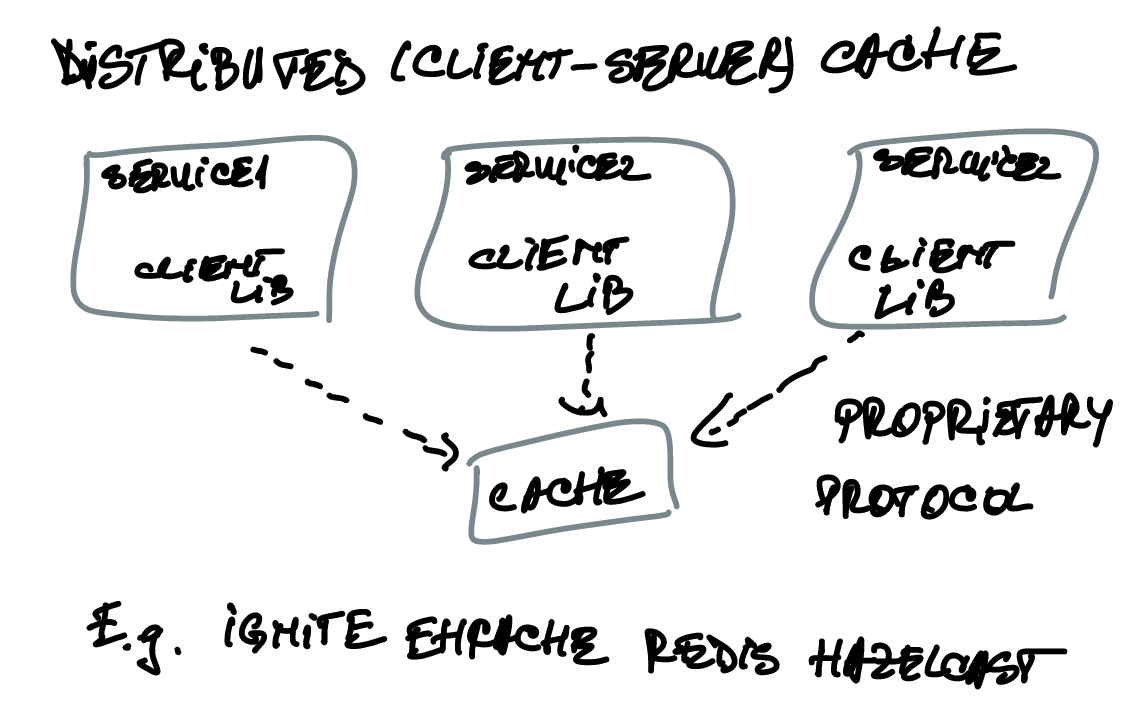 DiSTRiBUTED (CLiENT-SERVER) CACHE
SERViCE1
CLiENT
LiB
SERViCE2
CLiENT
LiB
SERViCE2
CLiENT
LiB
CACHE
PROPRiETARY
PROTOCOL
E.g. iGNiTE EHCACHE REDiS HAZELCAST